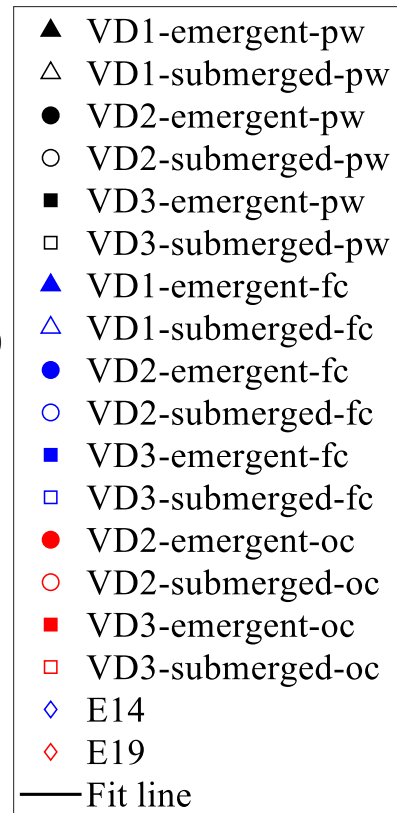 VD1-emergent-pw
VD1-submerged-pw
VD2-emergent-pw
VD2-submerged-pw
VD3-emergent-pw
VD3-submerged-pw
VD1-emergent-fc
VD1-submerged-fc
VD2-emergent-fc
VD2-submerged-fc
VD3-emergent-fc
VD3-submerged-fc
VD2-emergent-oc
VD2-submerged-oc
VD3-emergent-oc
VD3-submerged-oc
E14
E19
Fit line